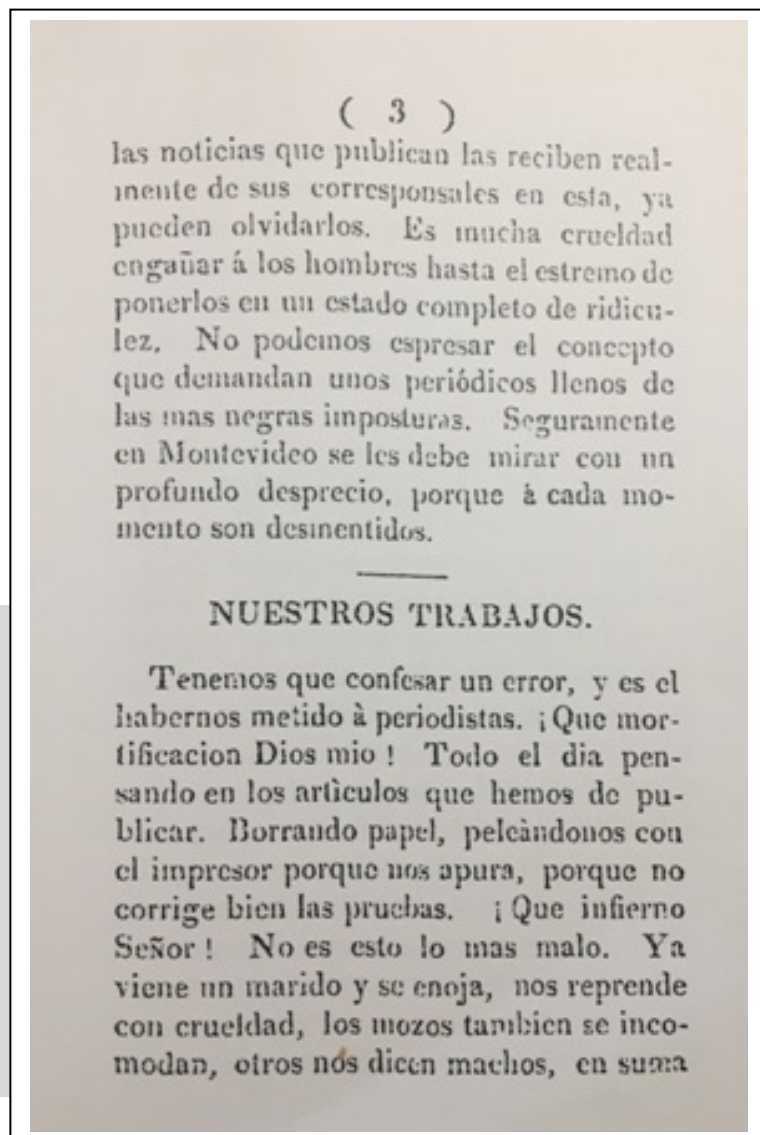 ( 3 )
las noticias que publican las reciben real-
mente de sus corresponsales en esta, ya
pueden olvidarlos. Es mucha crueldad
engañar á los hombres hasta el estremo de
ponerlos en un estado completo de ridicu-
lez. No podemos espresar el concepto
que demandan unos periódicos llenos de
las mas negras imposturas. Seguramente
en Montevideo se les debe mirar con un
profundo desprecio, porque à cada mo-
mento son desmentidos.
NUESTROS TRABAJOS.
Tenemos que confesar un error, y es el
habernos metido à periodistas. ¡Que mor-
tificacion Dios mio! Todo el dia pen-
sando en los artìculos que hemos de pu-
blicar. Borrando papel, peleàndonos con
el impresor porque nos apura, porque no
corrige bien las pruebas. ¡Que infierno
Señor! No es esto lo mas malo. Ya
viene un marido y se enoja, nos reprende
con crueldad, los mozos tambien se inco-
modan, otros nos dicen machos, en suma